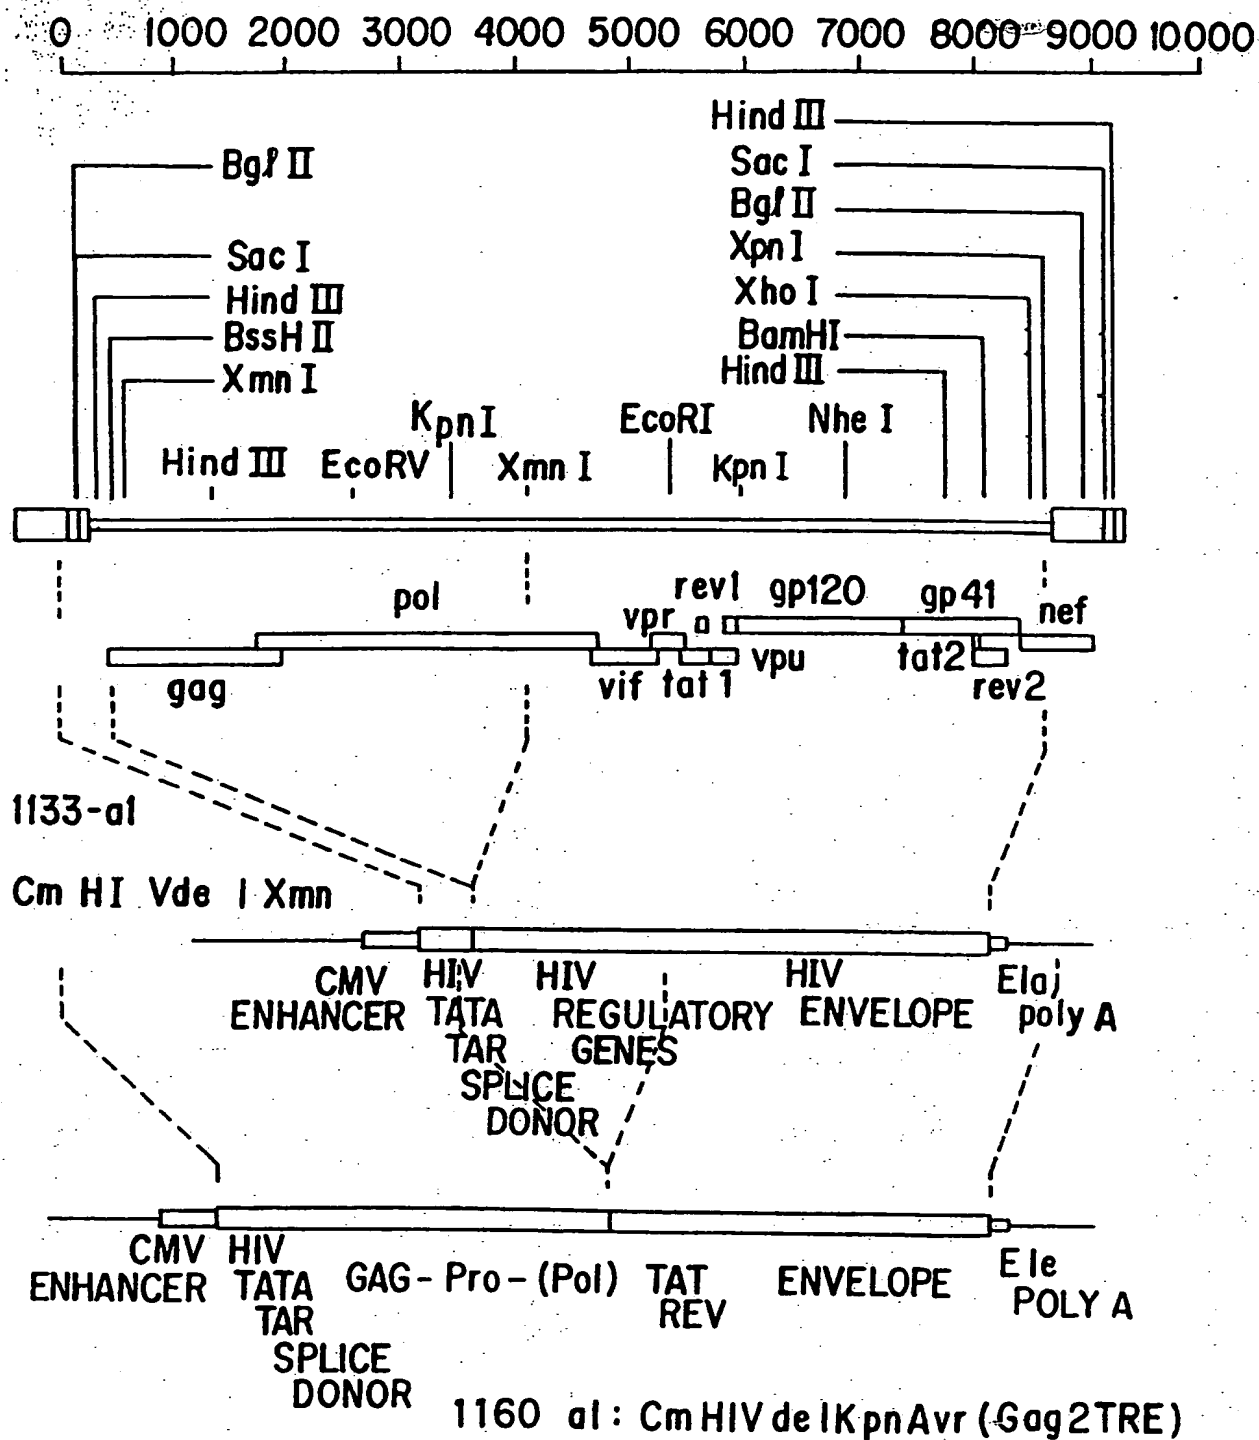 0 1000 2000 3000 4000 5000 6000 7000 8000 9000 10000
Hind III
Sac I
Bgl II
Bgl II
Xpn I
Sac I
Xho I
Hind III
BssH II
BamHI
Xmn I
Hind III
KpnI
EcoRI
Nhe I
Hind III
EcoRV
Xmn I
Kpn I
pol
rev1
gp120
gp41
nef
vpr
gag
vif
tat 1
vpu
tat2
rev2
1133-a1
Cm HI Vde l Xmn
CMV
ENHANCER
HIV
TATA
TAR
SPLICE
DONOR
HIV
REGULATORY
GENES
HIV
ENVELOPE
Elaj
poly A
CMV
ENHANCER
HIV
TATA
TAR
SPLICE
DONOR
GAG-Pro-(Pol)
TAT
REV
ENVELOPE
Ele
POLY A
1160 al: CmHIVdelKpnAvr (Gag2TRE)